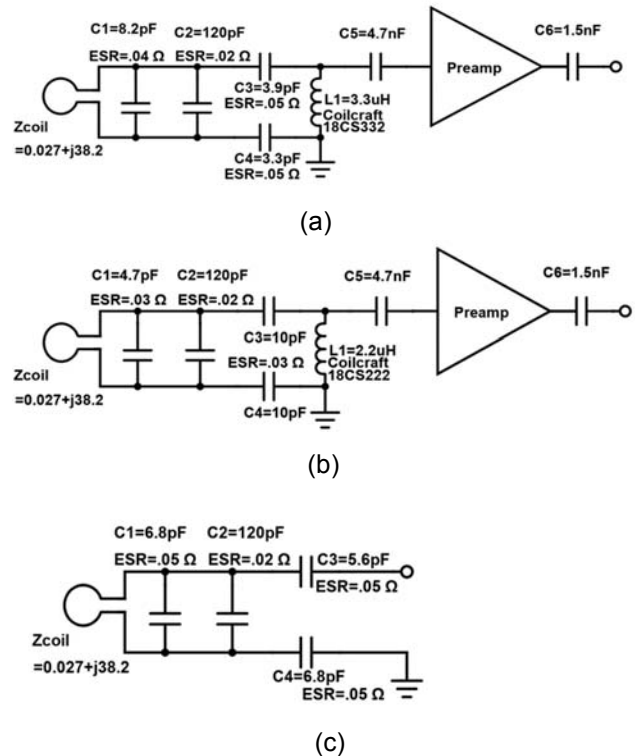 C1=8.2pF C2=120pF C5=4.7nF C6=1.5nF
ESR=.04 Ω ESR=.02 Ω
C3=3.9pF
ESR=.05 Ω
L1=3.3uH
Coilcraft
18CS332
Preamp
Zcoil
=0.027+j38.2
C4=3.3pF
ESR=.05 Ω
(a)
C1=4.7pF C2=120pF C5=4.7nF C6=1.5nF
ESR=.03 Ω ESR=.02 Ω
C3=10pF
ESR=.03 Ω
L1=2.2uH
Coilcraft
18CS222
Preamp
Zcoil
=0.027+j38.2
C4=10pF
(b)
C1=6.8pF C2=120pF
ESR=.05 Ω ESR=.02 Ω
C3=5.6pF
ESR=.05 Ω
Zcoil
=0.027+j38.2
C4=6.8pF
ESR=.05 Ω
(c)